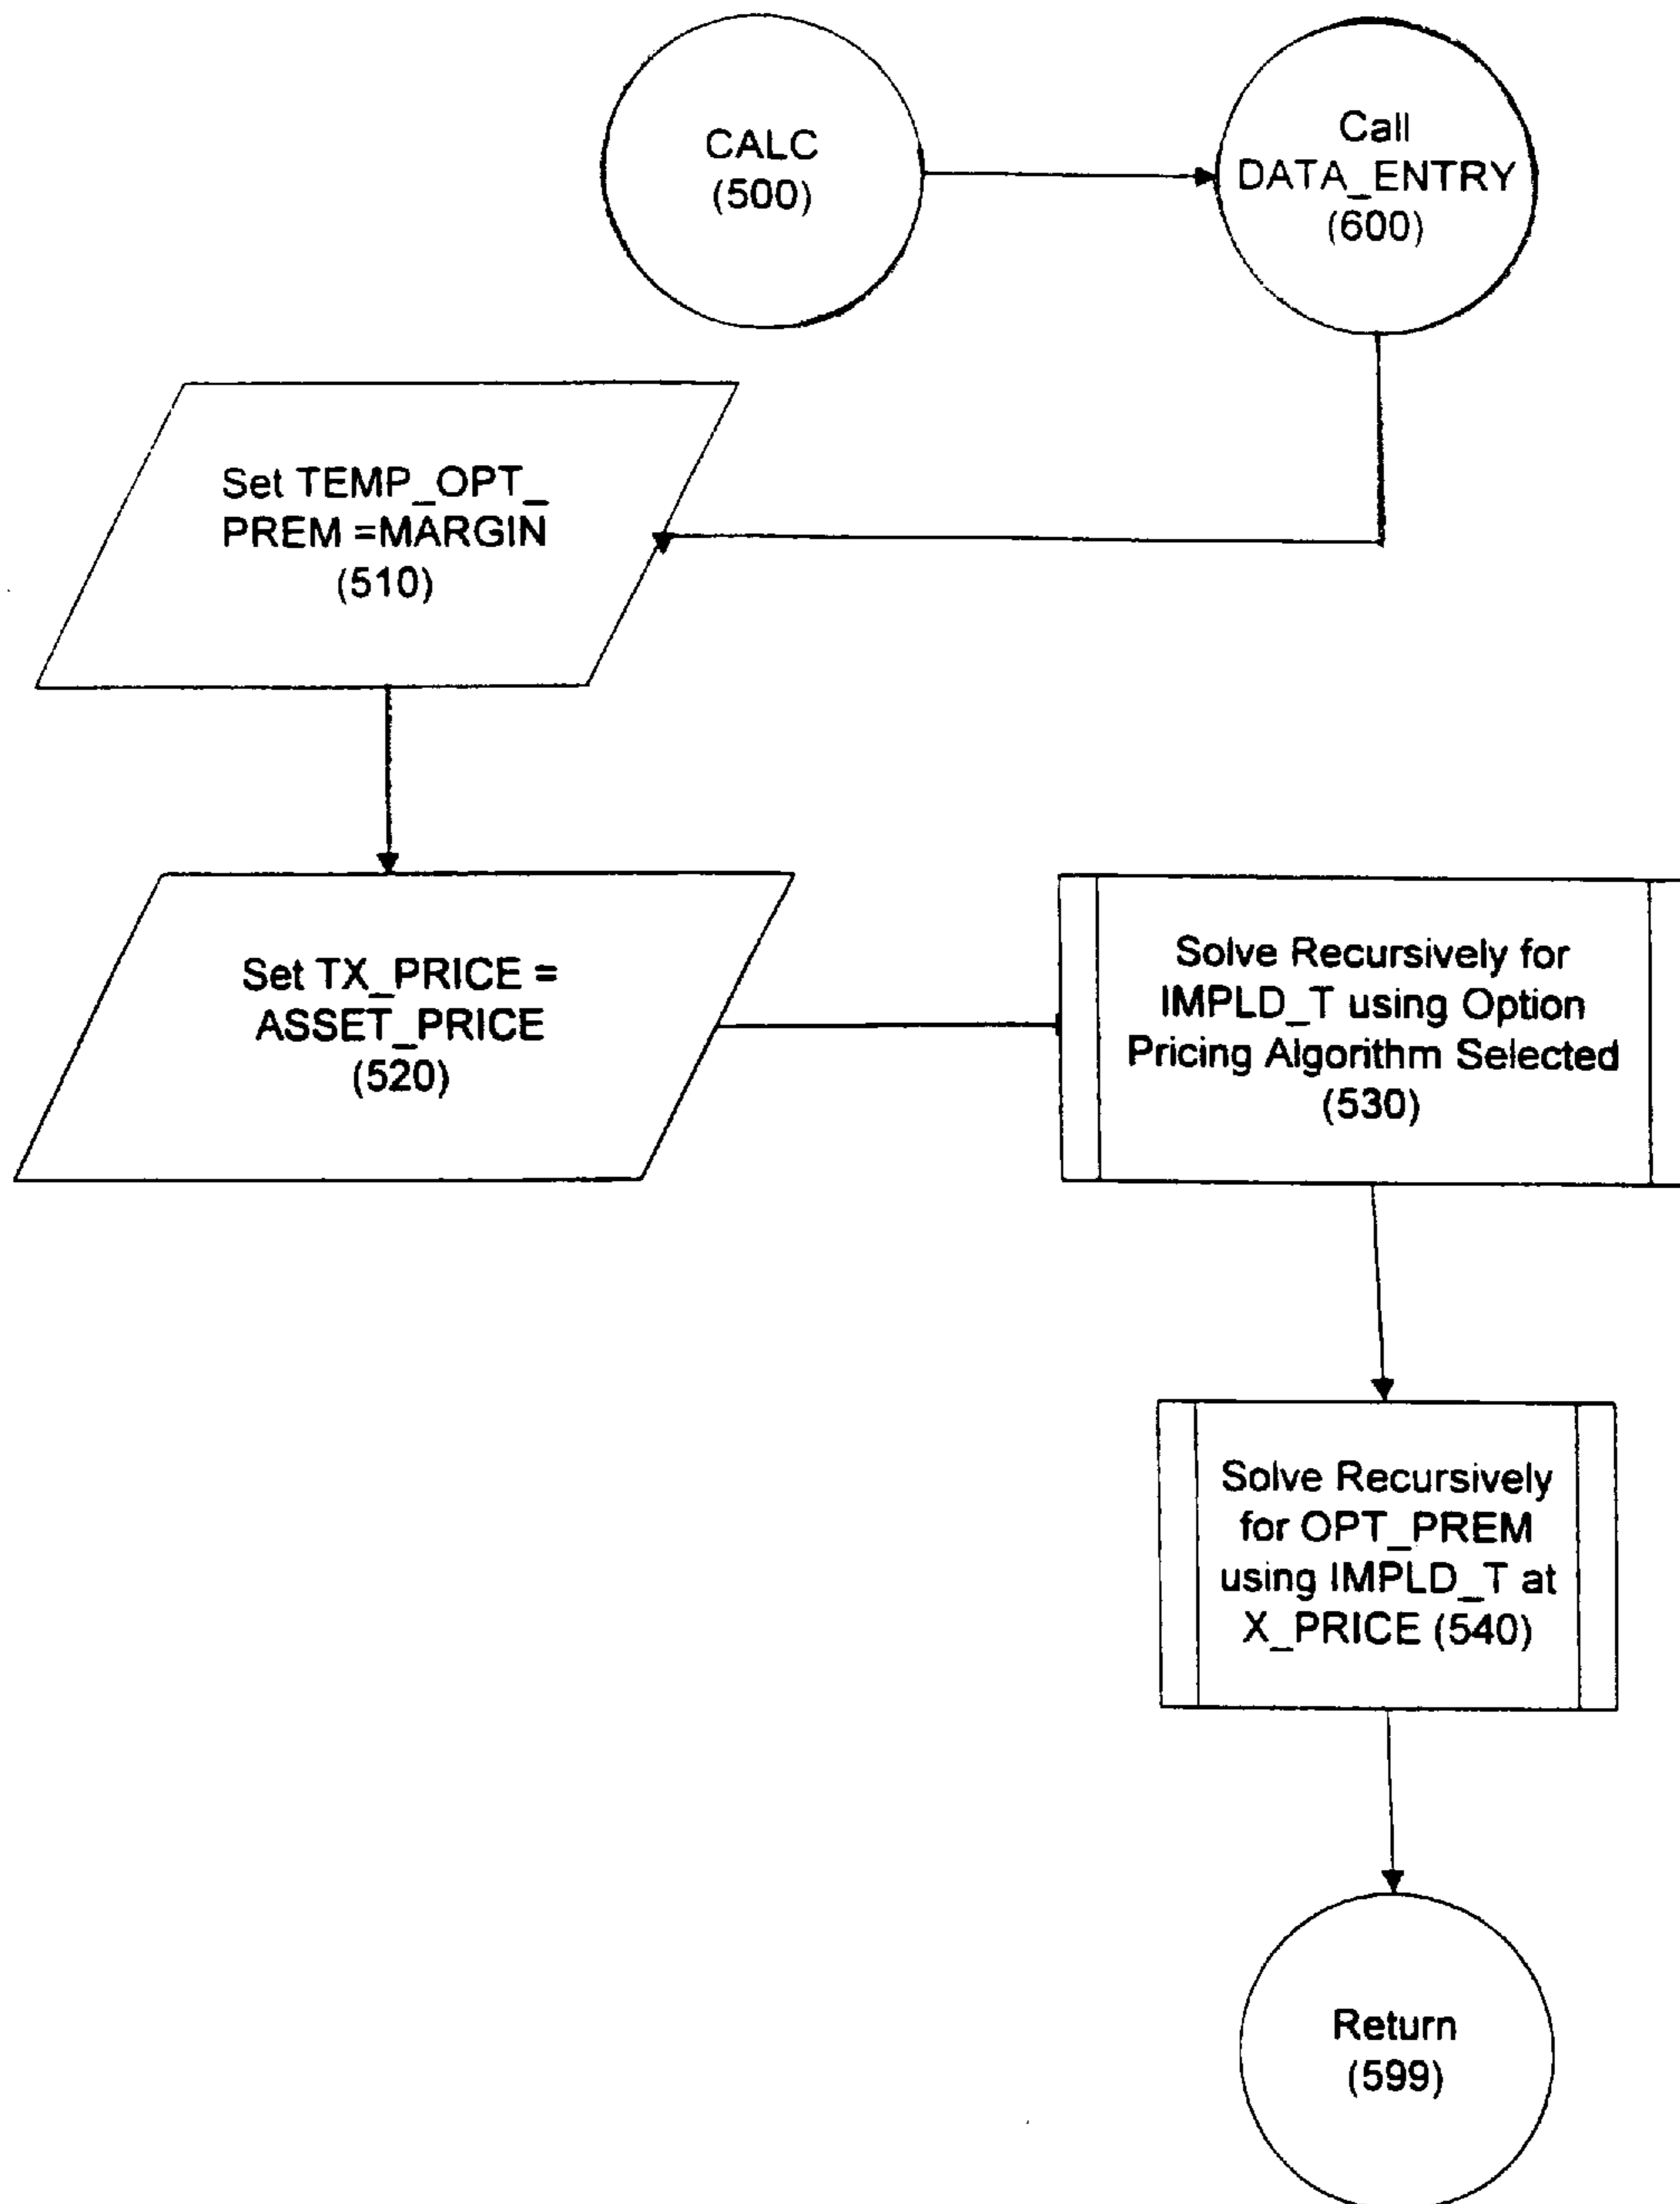 CALC
(500)
Call
DATA_ENTRY
(600)
Set TEMP_OPT_
PREM =MARGIN
(510)
Set TX_PRICE =
ASSET_PRICE
(520)
Solve Recursively for
IMPLD_T using Option
Pricing Algorithm Selected
(530)
Solve Recursively
for OPT_PREM
using IMPLD_T at
X_PRICE (540)
Return
(599)